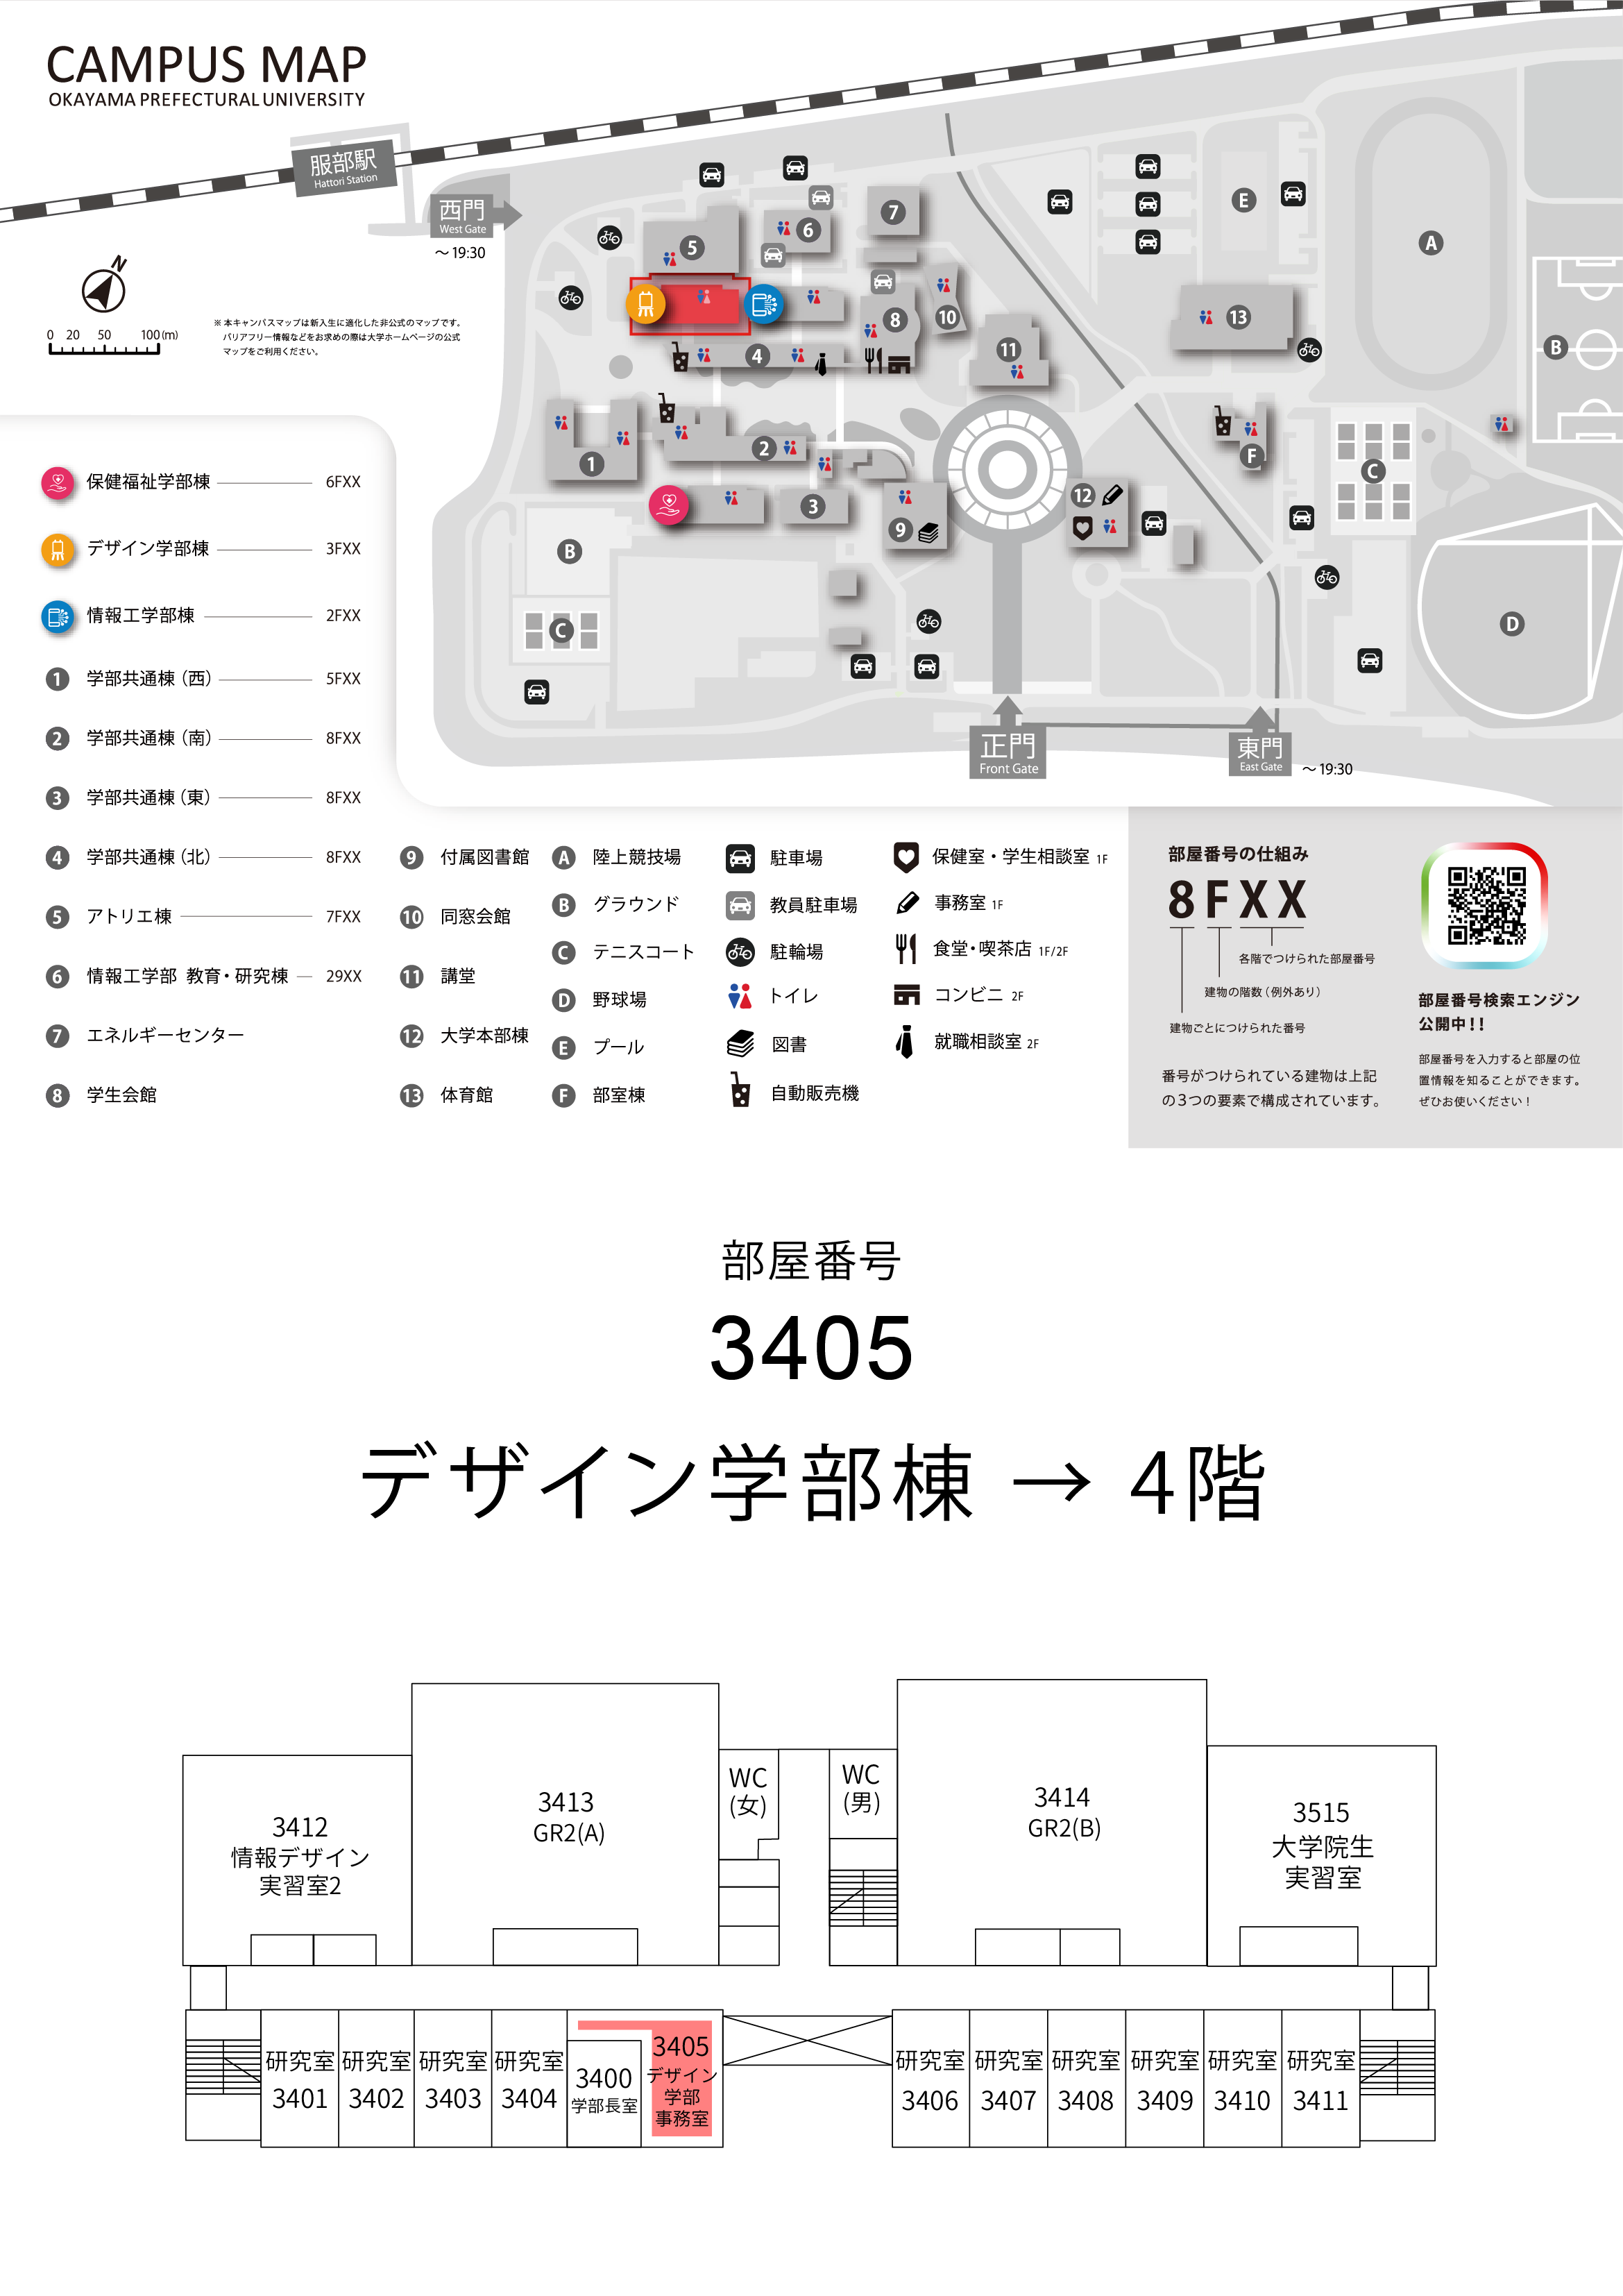 CAMPUS MAP
OKAYAMA PREFECTURAL UNIVERSITY
服部駅
Hattori Station
西門
West Gate
～19:30
N
0 20 50 100(m)
※本キャンパスマップは新入生に適化した非公式のマップです。
バリアフリー情報などをお求めの際は大学ホームページの公式
マップをご利用ください。
5
6
7
E
A
4
8
10
11
13
B
1
2
3
9
12
F
C
B
C
D
正門
Front Gate
東門
East Gate
～19:30
保健福祉学部棟 6FXX
デザイン学部棟 3FXX
情報工学部棟 2FXX
1 学部共通棟（西） 5FXX
2 学部共通棟（南） 8FXX
3 学部共通棟（東） 8FXX
4 学部共通棟（北） 8FXX
5 アトリエ棟 7FXX
6 情報工学部 教育・研究棟 29XX
7 エネルギーセンター
8 学生会館
9 付属図書館
10 同窓会館
11 講堂
12 大学本部棟
13 体育館
A 陸上競技場
B グラウンド
C テニスコート
D 野球場
E プール
F 部室棟
駐車場
教員駐車場
駐輪場
トイレ
図書
自動販売機
保健室・学生相談室 1F
事務室 1F
食堂・喫茶店 1F/2F
コンビニ 2F
就職相談室 2F
部屋番号の仕組み
8FXX
各階でつけられた部屋番号
建物の階数（例外あり）
建物ごとにつけられた番号
番号がつけられている建物は上記
の3つの要素で構成されています。
部屋番号検索エンジン
公開中！！
部屋番号を入力すると部屋の位
置情報を知ることができます。
ぜひお使いください！
部屋番号
3405
デザイン学部棟 → 4階
3412
情報デザイン
実習室2
3413
GR2(A)
WC
(女)
WC
(男)
3414
GR2(B)
3515
大学院生
実習室
研究室
3401
研究室
3402
研究室
3403
研究室
3404
3400
学部長室
3405
デザイン
学部
事務室
研究室
3406
研究室
3407
研究室
3408
研究室
3409
研究室
3410
研究室
3411